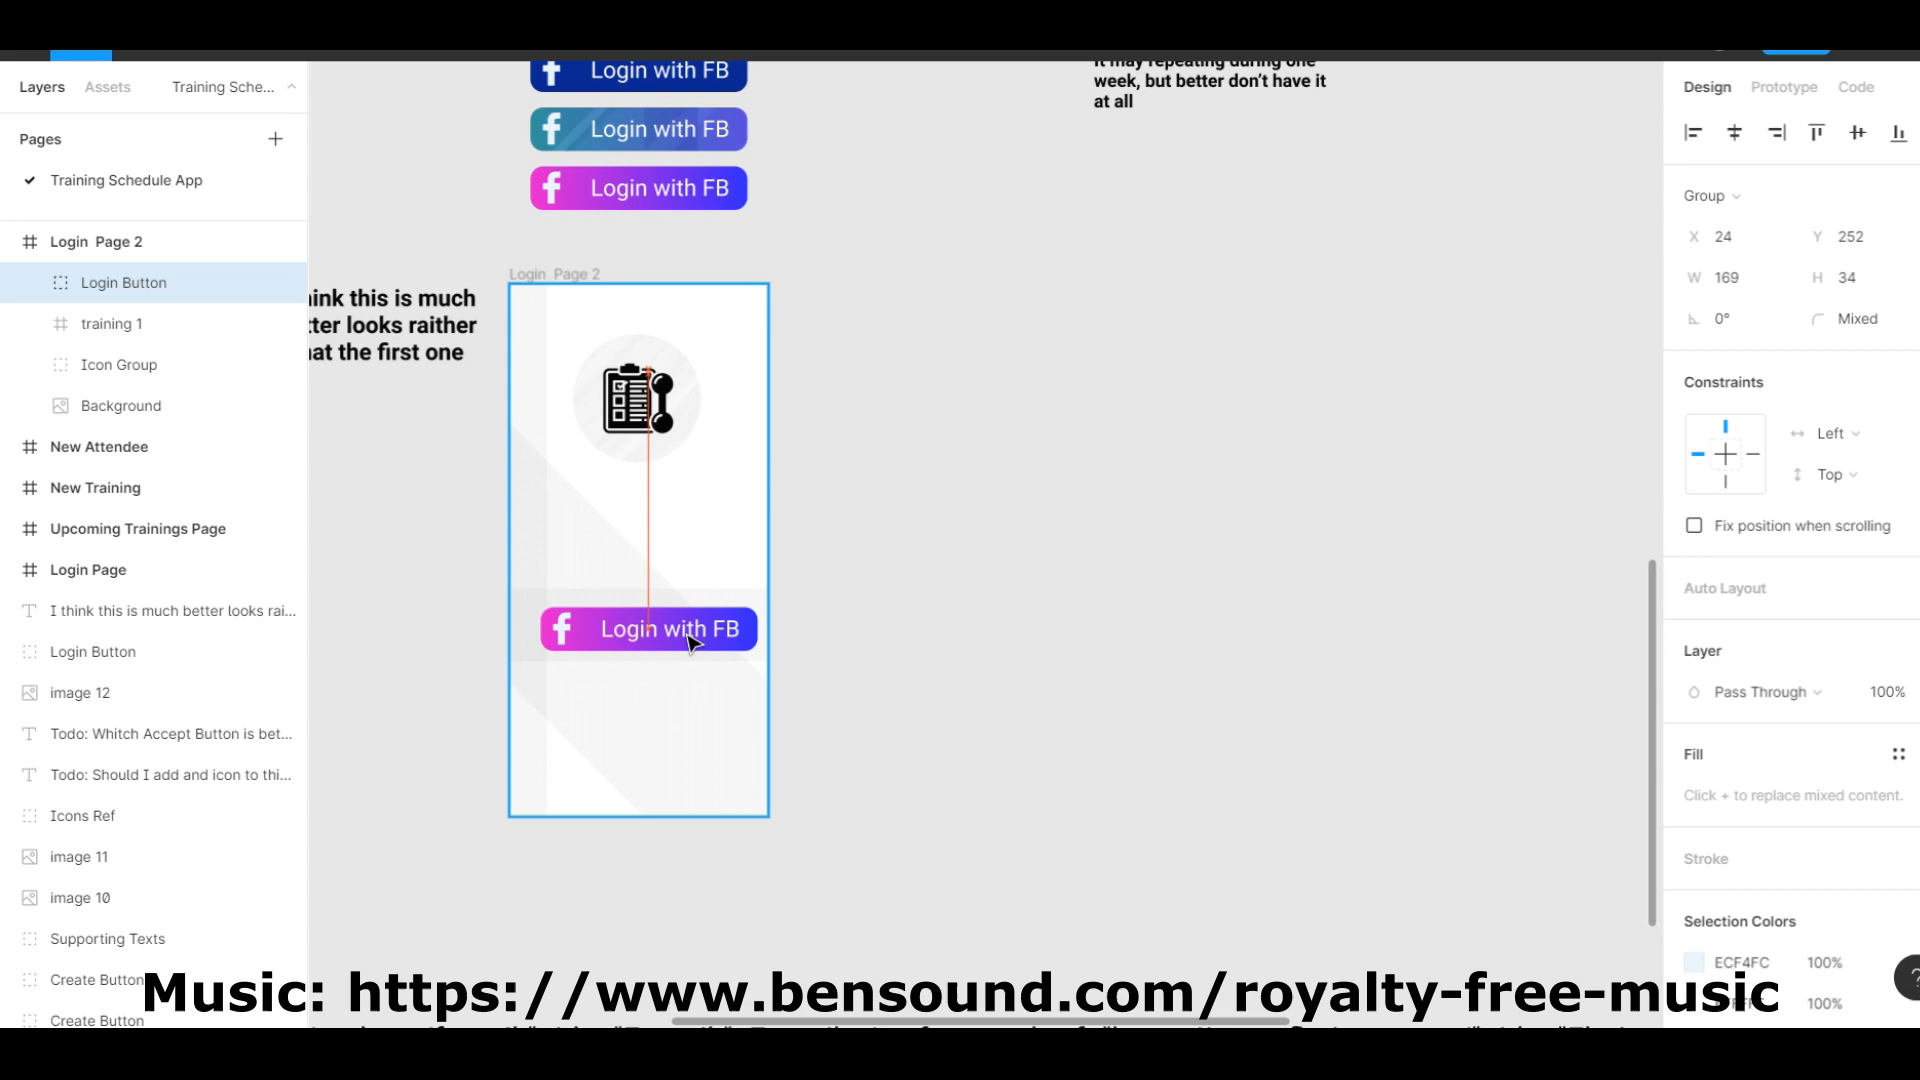 Layers
Assets
Training Sche...
Pages
Training Schedule App
Login Page 2
Login Button
training 1
Icon Group
Background
New Attendee
New Training
Upcoming Trainings Page
Login Page
I think this is much better looks rai...
Login Button
image 12
Todo: Whitch Accept Button is bet...
Todo: Should I add and icon to thi...
Icons Ref
image 11
image 10
Supporting Texts
Create Button
Create Button
Login with FB
Login with FB
Login with FB
it may repeating during one
week, but better don't have it
at all
ink this is much
tter looks raither
hat the first one
Login Page 2
Login with FB
Design
Prototype
Code
Group
X 24
Y 252
W 169
H 34
0°
Mixed
Constraints
Left
Top
Fix position when scrolling
Auto Layout
Layer
Pass Through
100%
Fill
Click + to replace mixed content.
Stroke
Selection Colors
ECF4FC 100%
100%
?
Music: https://www.bensound.com/royalty-free-music